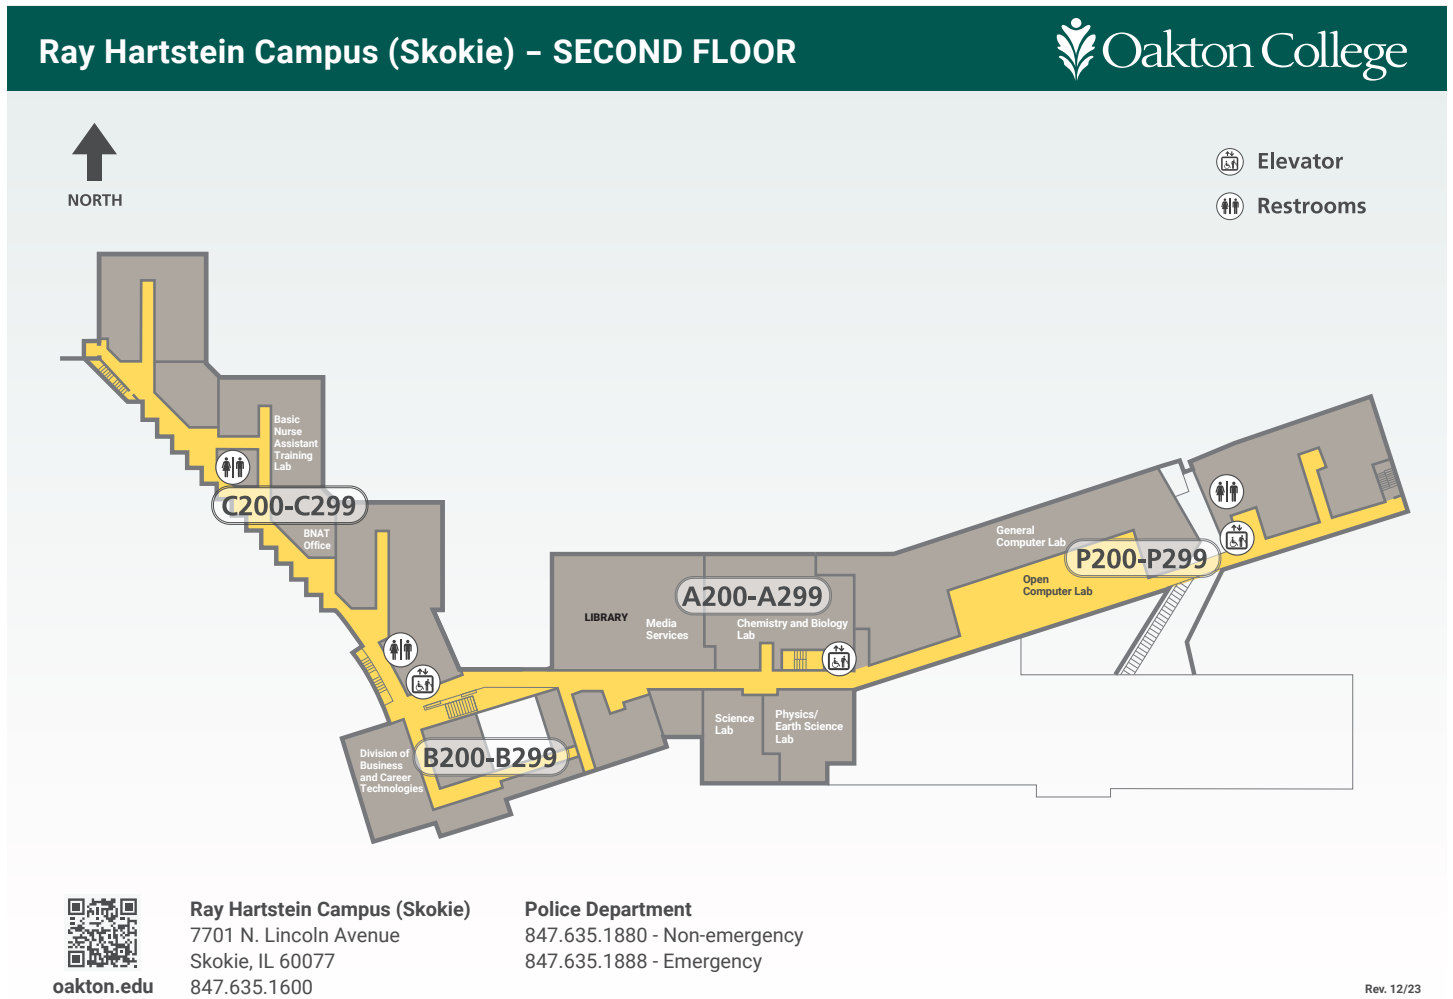 Ray Hartstein Campus (Skokie) – SECOND FLOOR
Oakton College
NORTH
Elevator
Restrooms
Basic
Nurse
Assistant
Training
Lab
C200-C299
BNAT
Office
General
Computer Lab
P200-P299
Open
Computer Lab
A200-A299
LIBRARY
Media
Services
Chemistry and Biology
Lab
Science
Lab
Physics/
Earth Science
Lab
B200-B299
Division of
Business
and Career
Technologies
oakton.edu
Ray Hartstein Campus (Skokie)
7701 N. Lincoln Avenue
Skokie, IL 60077
847.635.1600
Police Department
847.635.1880 - Non-emergency
847.635.1888 - Emergency
Rev. 12/23